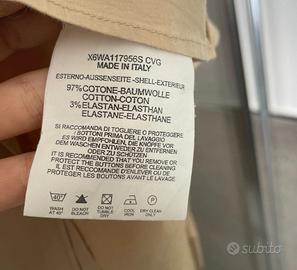 X6WA117956S CVG
MADE IN ITALY
ESTERNO-AUSSENSEITE-SHELL-EXTERIEUR
97% COTONE-BAUMWOLLE
COTTON-COTON
3% ELASTAN-ELASTHAN
ELASTANE-ELASTHANE
SI RACCOMANDA DI TOGLIERE O PROTEGGERE
I BOTTONI PRIMA DEL LAVAGGIO.
ES WIRD EMPFOHLEN, DIE KNÖPFE VOR
DEM WASCHEN ENTWEDER ZU SCHÜTZEN
ODER ZU ENTFERNEN.
IT IS RECCOMENDED TO REMOVE OR
PROTECT THE BUTTONS BEFORE CLEANING.
IL EST RECOMMANDÉ D'ENLEVER OU DE
PROTEGER LES BOUTONS AVANT LE LAVAGE
40°
P
WASH AT 40°
DO NOT BLEACH
DO NOT TUMBLE DRY
IRON COOL
DRY CLEAN ONLY
subito